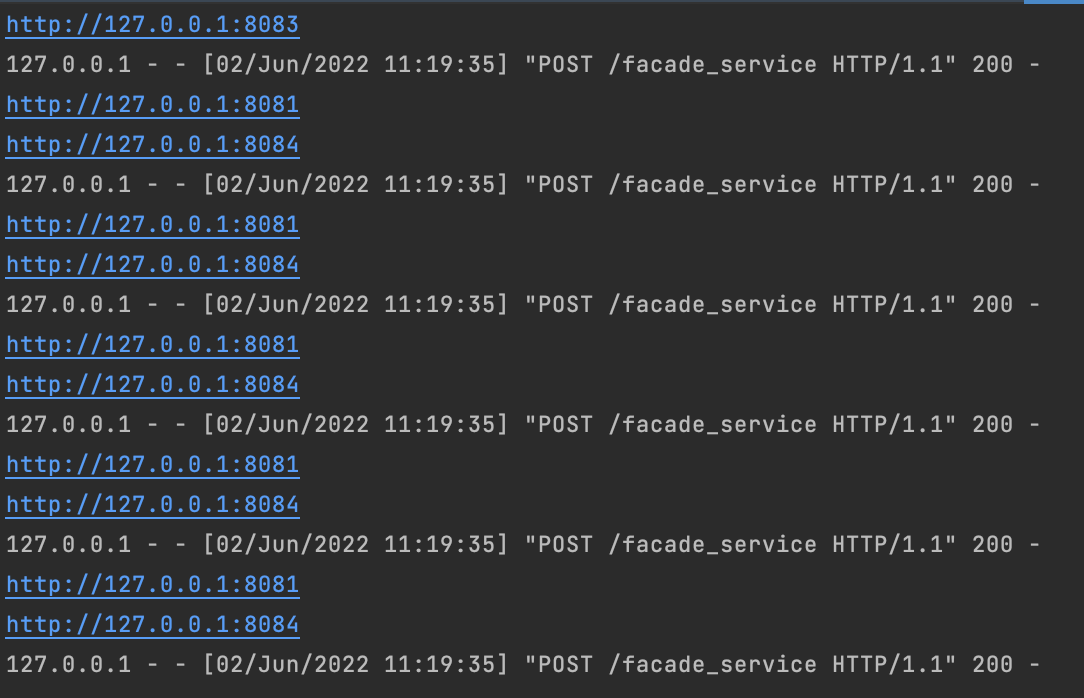 http://127.0.0.1:8083
127.0.0.1 - - [02/Jun/2022 11:19:35] "POST /facade_service HTTP/1.1" 200 -
http://127.0.0.1:8081
http://127.0.0.1:8084
127.0.0.1 - - [02/Jun/2022 11:19:35] "POST /facade_service HTTP/1.1" 200 -
http://127.0.0.1:8081
http://127.0.0.1:8084
127.0.0.1 - - [02/Jun/2022 11:19:35] "POST /facade_service HTTP/1.1" 200 -
http://127.0.0.1:8081
http://127.0.0.1:8084
127.0.0.1 - - [02/Jun/2022 11:19:35] "POST /facade_service HTTP/1.1" 200 -
http://127.0.0.1:8081
http://127.0.0.1:8084
127.0.0.1 - - [02/Jun/2022 11:19:35] "POST /facade_service HTTP/1.1" 200 -
http://127.0.0.1:8081
http://127.0.0.1:8084
127.0.0.1 - - [02/Jun/2022 11:19:35] "POST /facade_service HTTP/1.1" 200 -